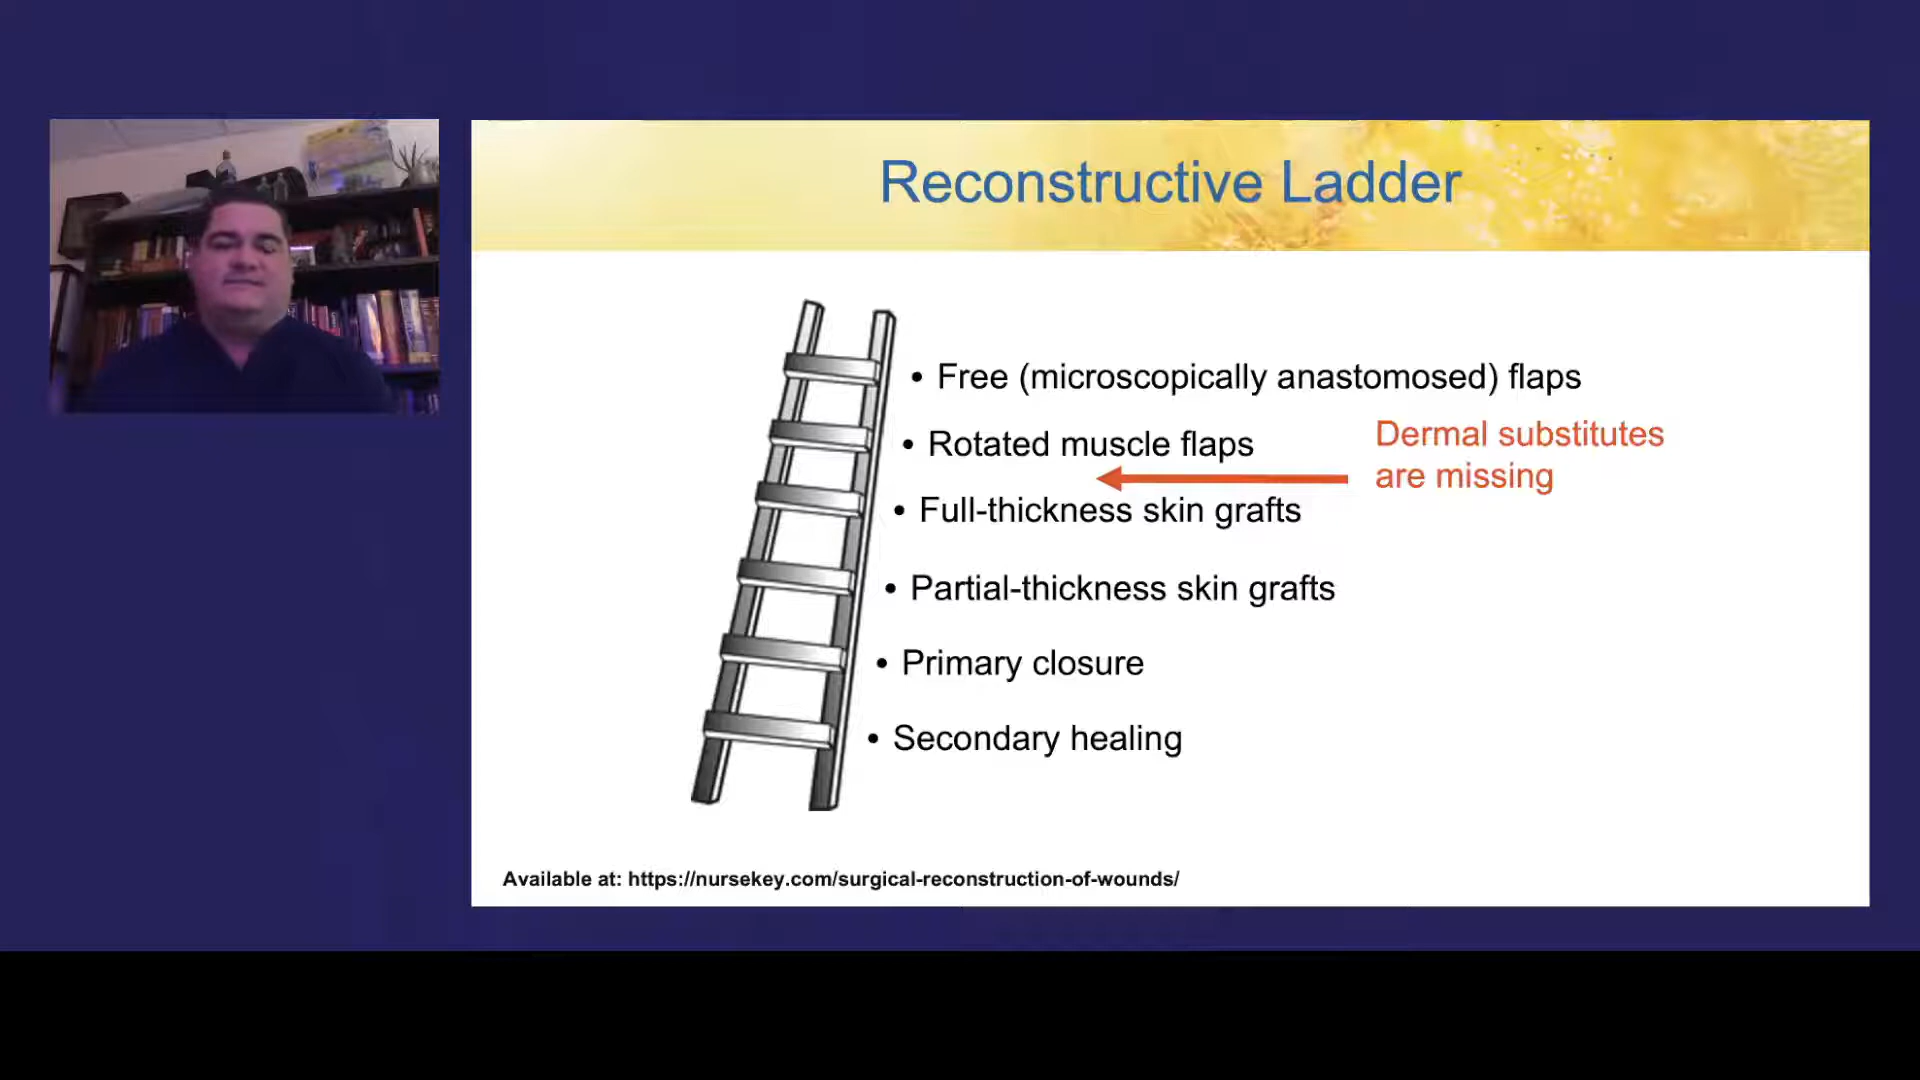 Reconstructive Ladder
• Free (microscopically anastomosed) flaps
• Rotated muscle flaps
Dermal substitutes
are missing
• Full-thickness skin grafts
• Partial-thickness skin grafts
• Primary closure
• Secondary healing
Available at: https://nursekey.com/surgical-reconstruction-of-wounds/